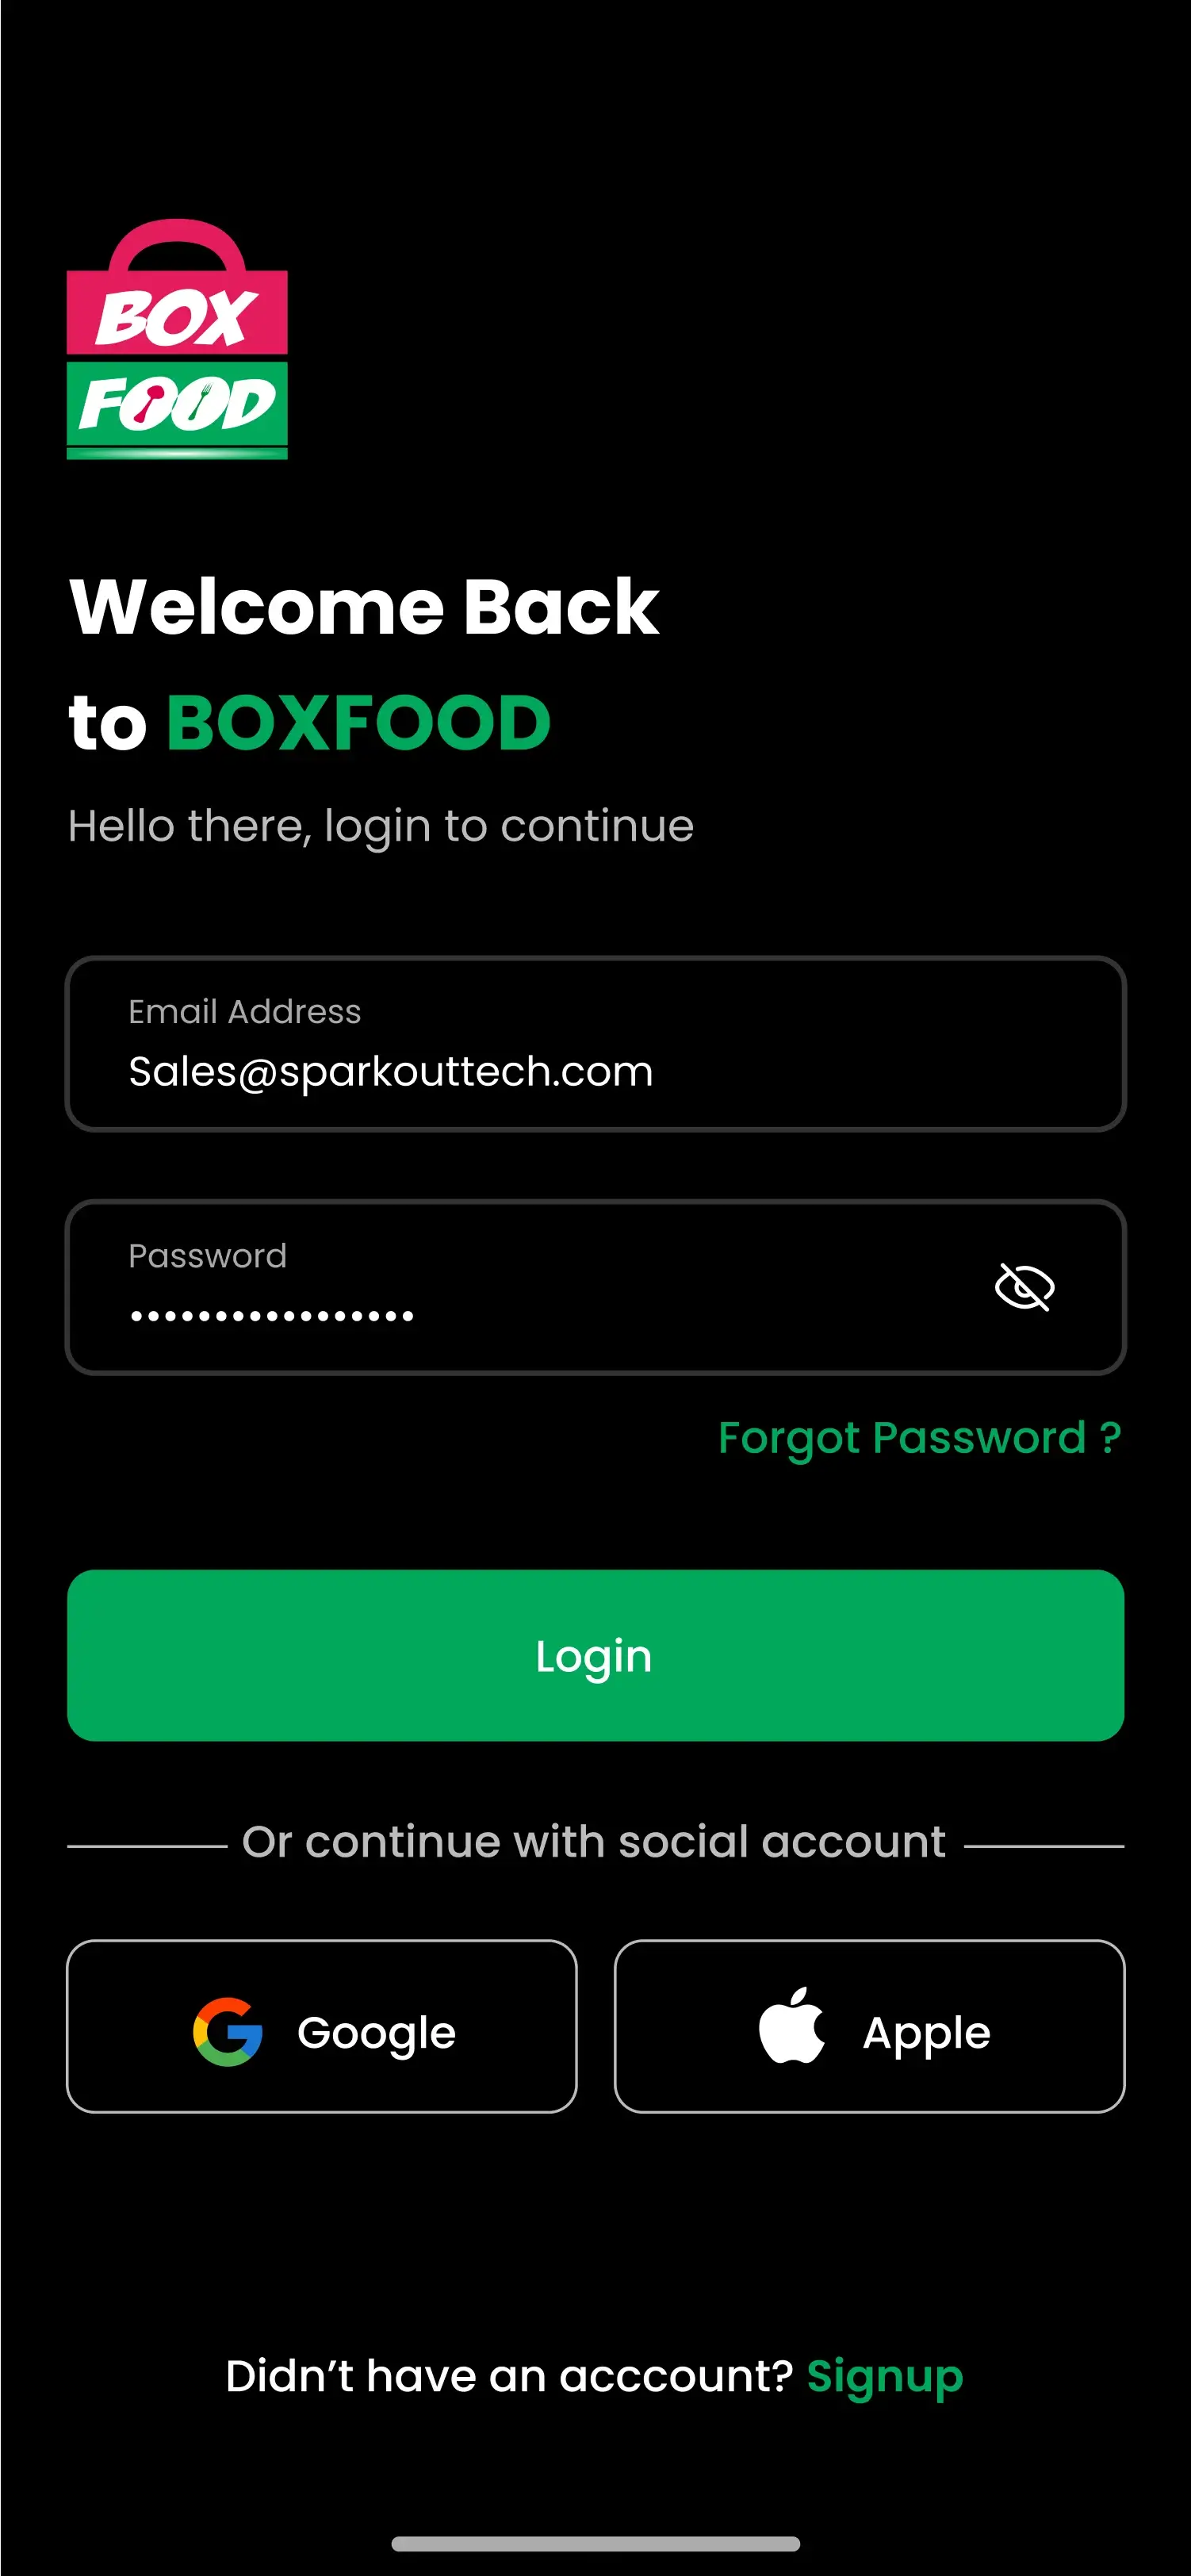 BOX
FOOD
Welcome Back
to BOXFOOD
Hello there, login to continue
Email Address
Sales@sparkouttech.com
Password
•••••••••••••••••
Forgot Password ?
Login
Or continue with social account
Google
Apple
Didn’t have an acccount? Signup